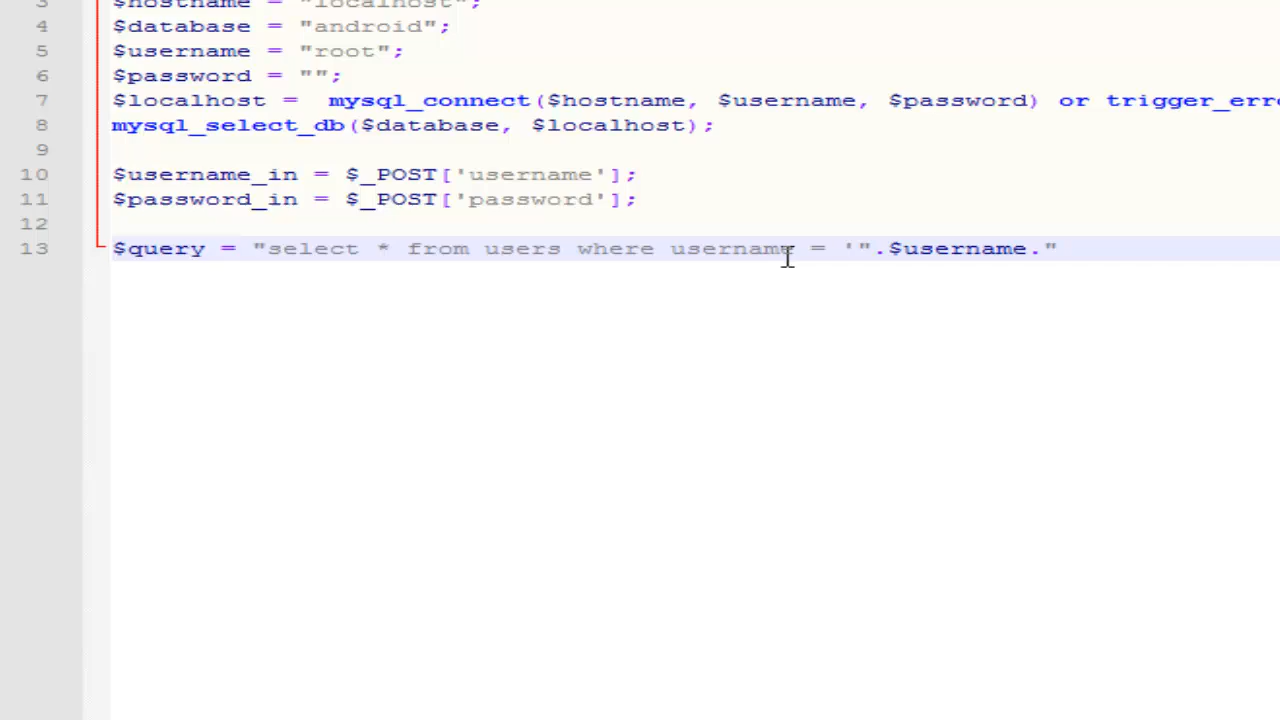 3 $hostname = "localhost";
4 $database = "android";
5 $username = "root";
6 $password = "";
7 $localhost =  mysql_connect($hostname, $username, $password) or trigger_erro
8 mysql_select_db($database, $localhost);
9
10 $username_in = $_POST['username'];
11 $password_in = $_POST['password'];
12
13 $query = "select * from users where username = '".$username."